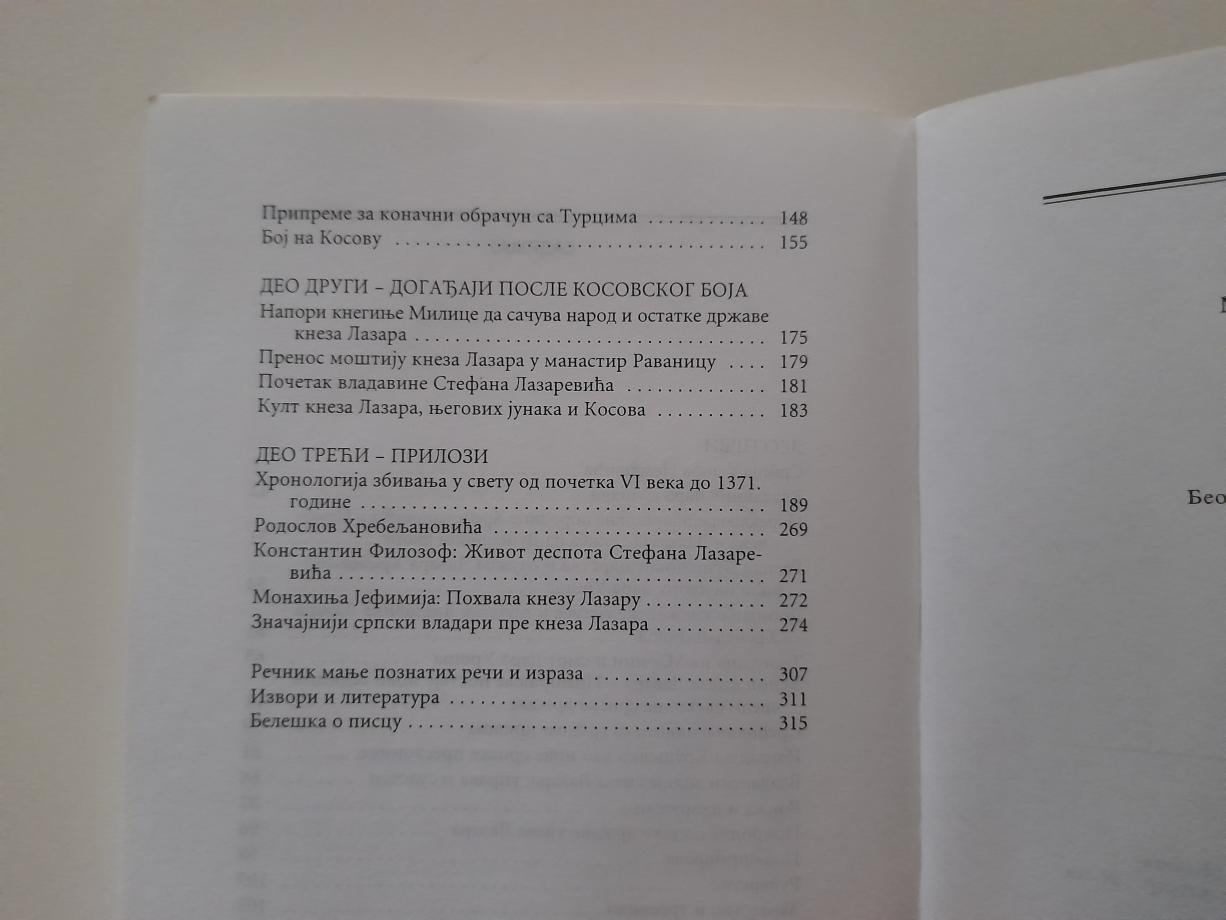 Припреме за коначни обрачун са Турцима . . . . . . . . . . . . 148
Бој на Косову . . . . . . . . . . . . . . . . . . . . . . . . . . . . . . . . . . . . . 155
ДЕО ДРУГИ – ДОГАЂАЈИ ПОСЛЕ КОСОВСКОГ БОЈА
Напори кнегиње Милице да сачува народ и остатке државе
кнеза Лазара . . . . . . . . . . . . . . . . . . . . . . . . . . . . . . . . . . . 175
Пренос моштију кнеза Лазара у манастир Раваницу . . . . 179
Почетак владавине Стефана Лазаревића . . . . . . . . . . . . . . 181
Култ кнеза Лазара, његових јунака и Косова . . . . . . . . . . . 183
ДЕО ТРЕЋИ – ПРИЛОЗИ
Хронологија збивања у свету од почетка VI века до 1371.
године . . . . . . . . . . . . . . . . . . . . . . . . . . . . . . . . . . . . . . . . 189
Родослов Хребељановића . . . . . . . . . . . . . . . . . . . . . . . . . . . 269
Константин Филозоф: Живот деспота Стефана Лазаре-
вића . . . . . . . . . . . . . . . . . . . . . . . . . . . . . . . . . . . . . . . . . . 271
Монахиња Јефимија: Похвала кнезу Лазару . . . . . . . . . . . . 272
Значајнији српски владари пре кнеза Лазара . . . . . . . . . . . 274
Речник мање познатих речи и израза . . . . . . . . . . . . . . . . . 307
Извори и литература . . . . . . . . . . . . . . . . . . . . . . . . . . . . . . . 311
Белешка о писцу . . . . . . . . . . . . . . . . . . . . . . . . . . . . . . . . . . . 315